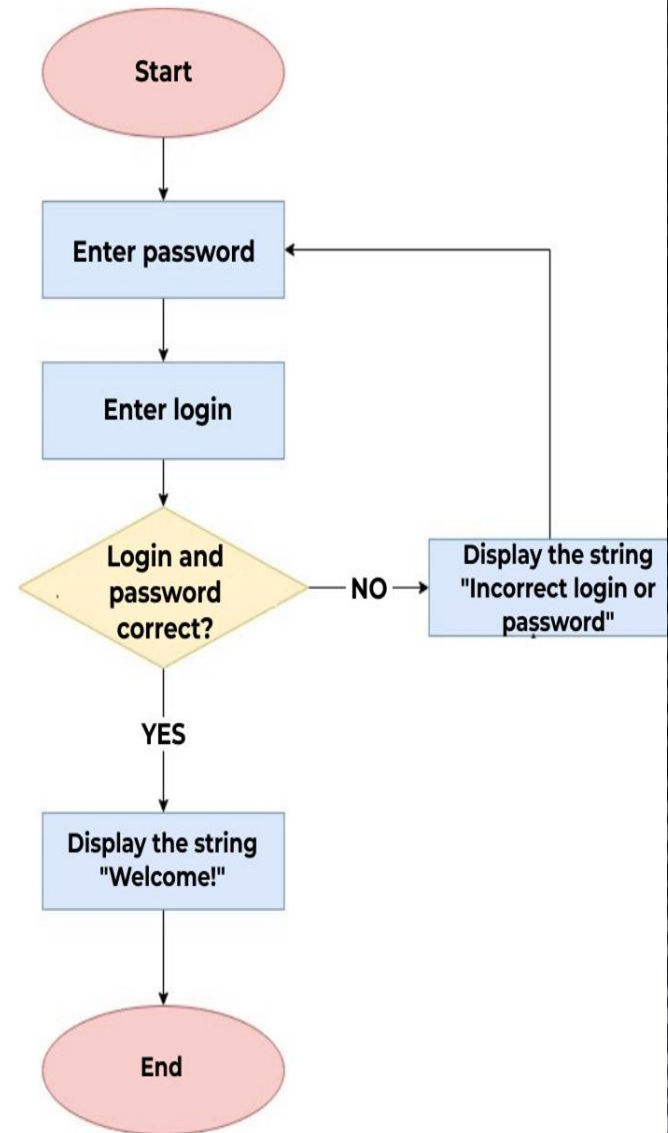 Start
Enter password
Enter login
Login and
password
correct?
NO
Display the string
"Incorrect login or
password"
YES
Display the string
"Welcome!"
End